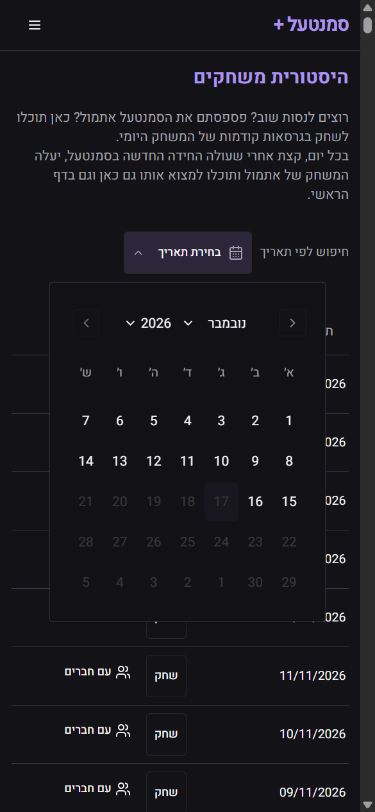 סמנטעל +
היסטורית משחקים
רוצים לנסות שוב? פספסתם את הסמנטעל אתמול? כאן תוכלו
לשחק בגרסאות קודמות של המשחק היומי.
בכל יום, קצת אחרי שעולה החידה החדשה בסמנטעל, יעלה
המשחק של אתמול ותוכלו למצוא אותו גם כאן וגם בדף
הראשי.
חיפוש לפי תאריך בחירת תאריך
נובמבר 2026
א׳ ב׳ ג׳ ד׳ ה׳ ו׳ ש׳
1 2 3 4 5 6 7
8 9 10 11 12 13 14
15 16 17 18 19 20 21
22 23 24 25 26 27 28
29 30 1 2 3 4 5
11/11/2026 שחק עם חברים
10/11/2026 שחק עם חברים
09/11/2026 שחק עם חברים